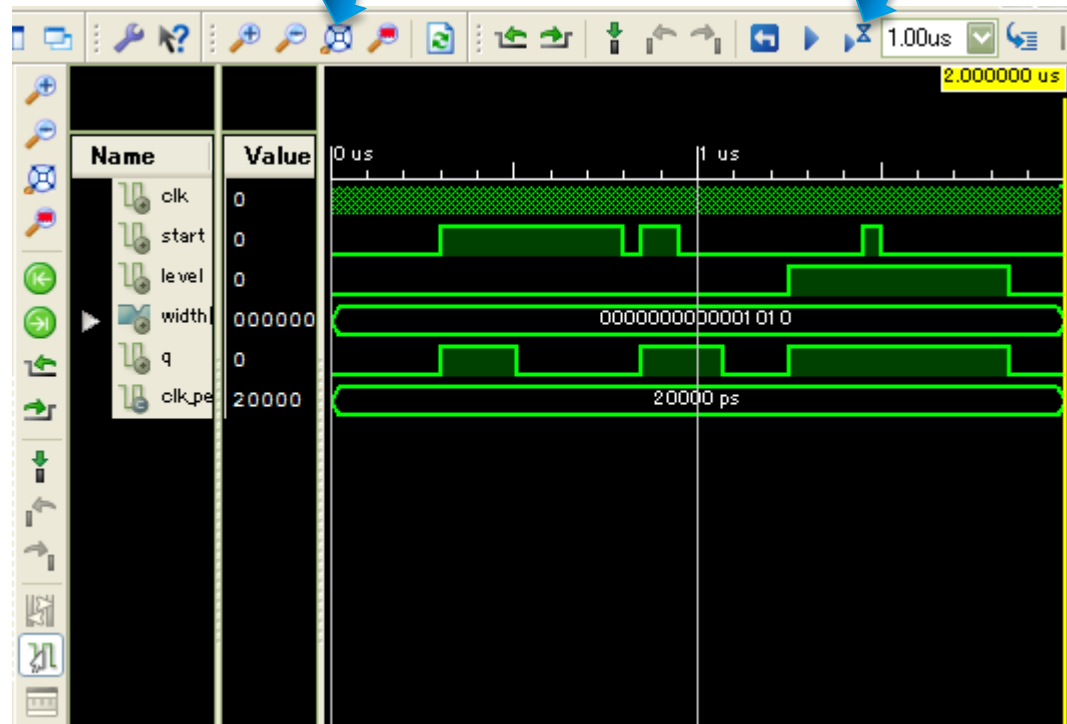 1.00us
2.000000 us
Name Value 0 us 1 us
clk 0
start 0
level 0
width 000000 0000000000001010
q 0
clk_pe 20000 20000 ps